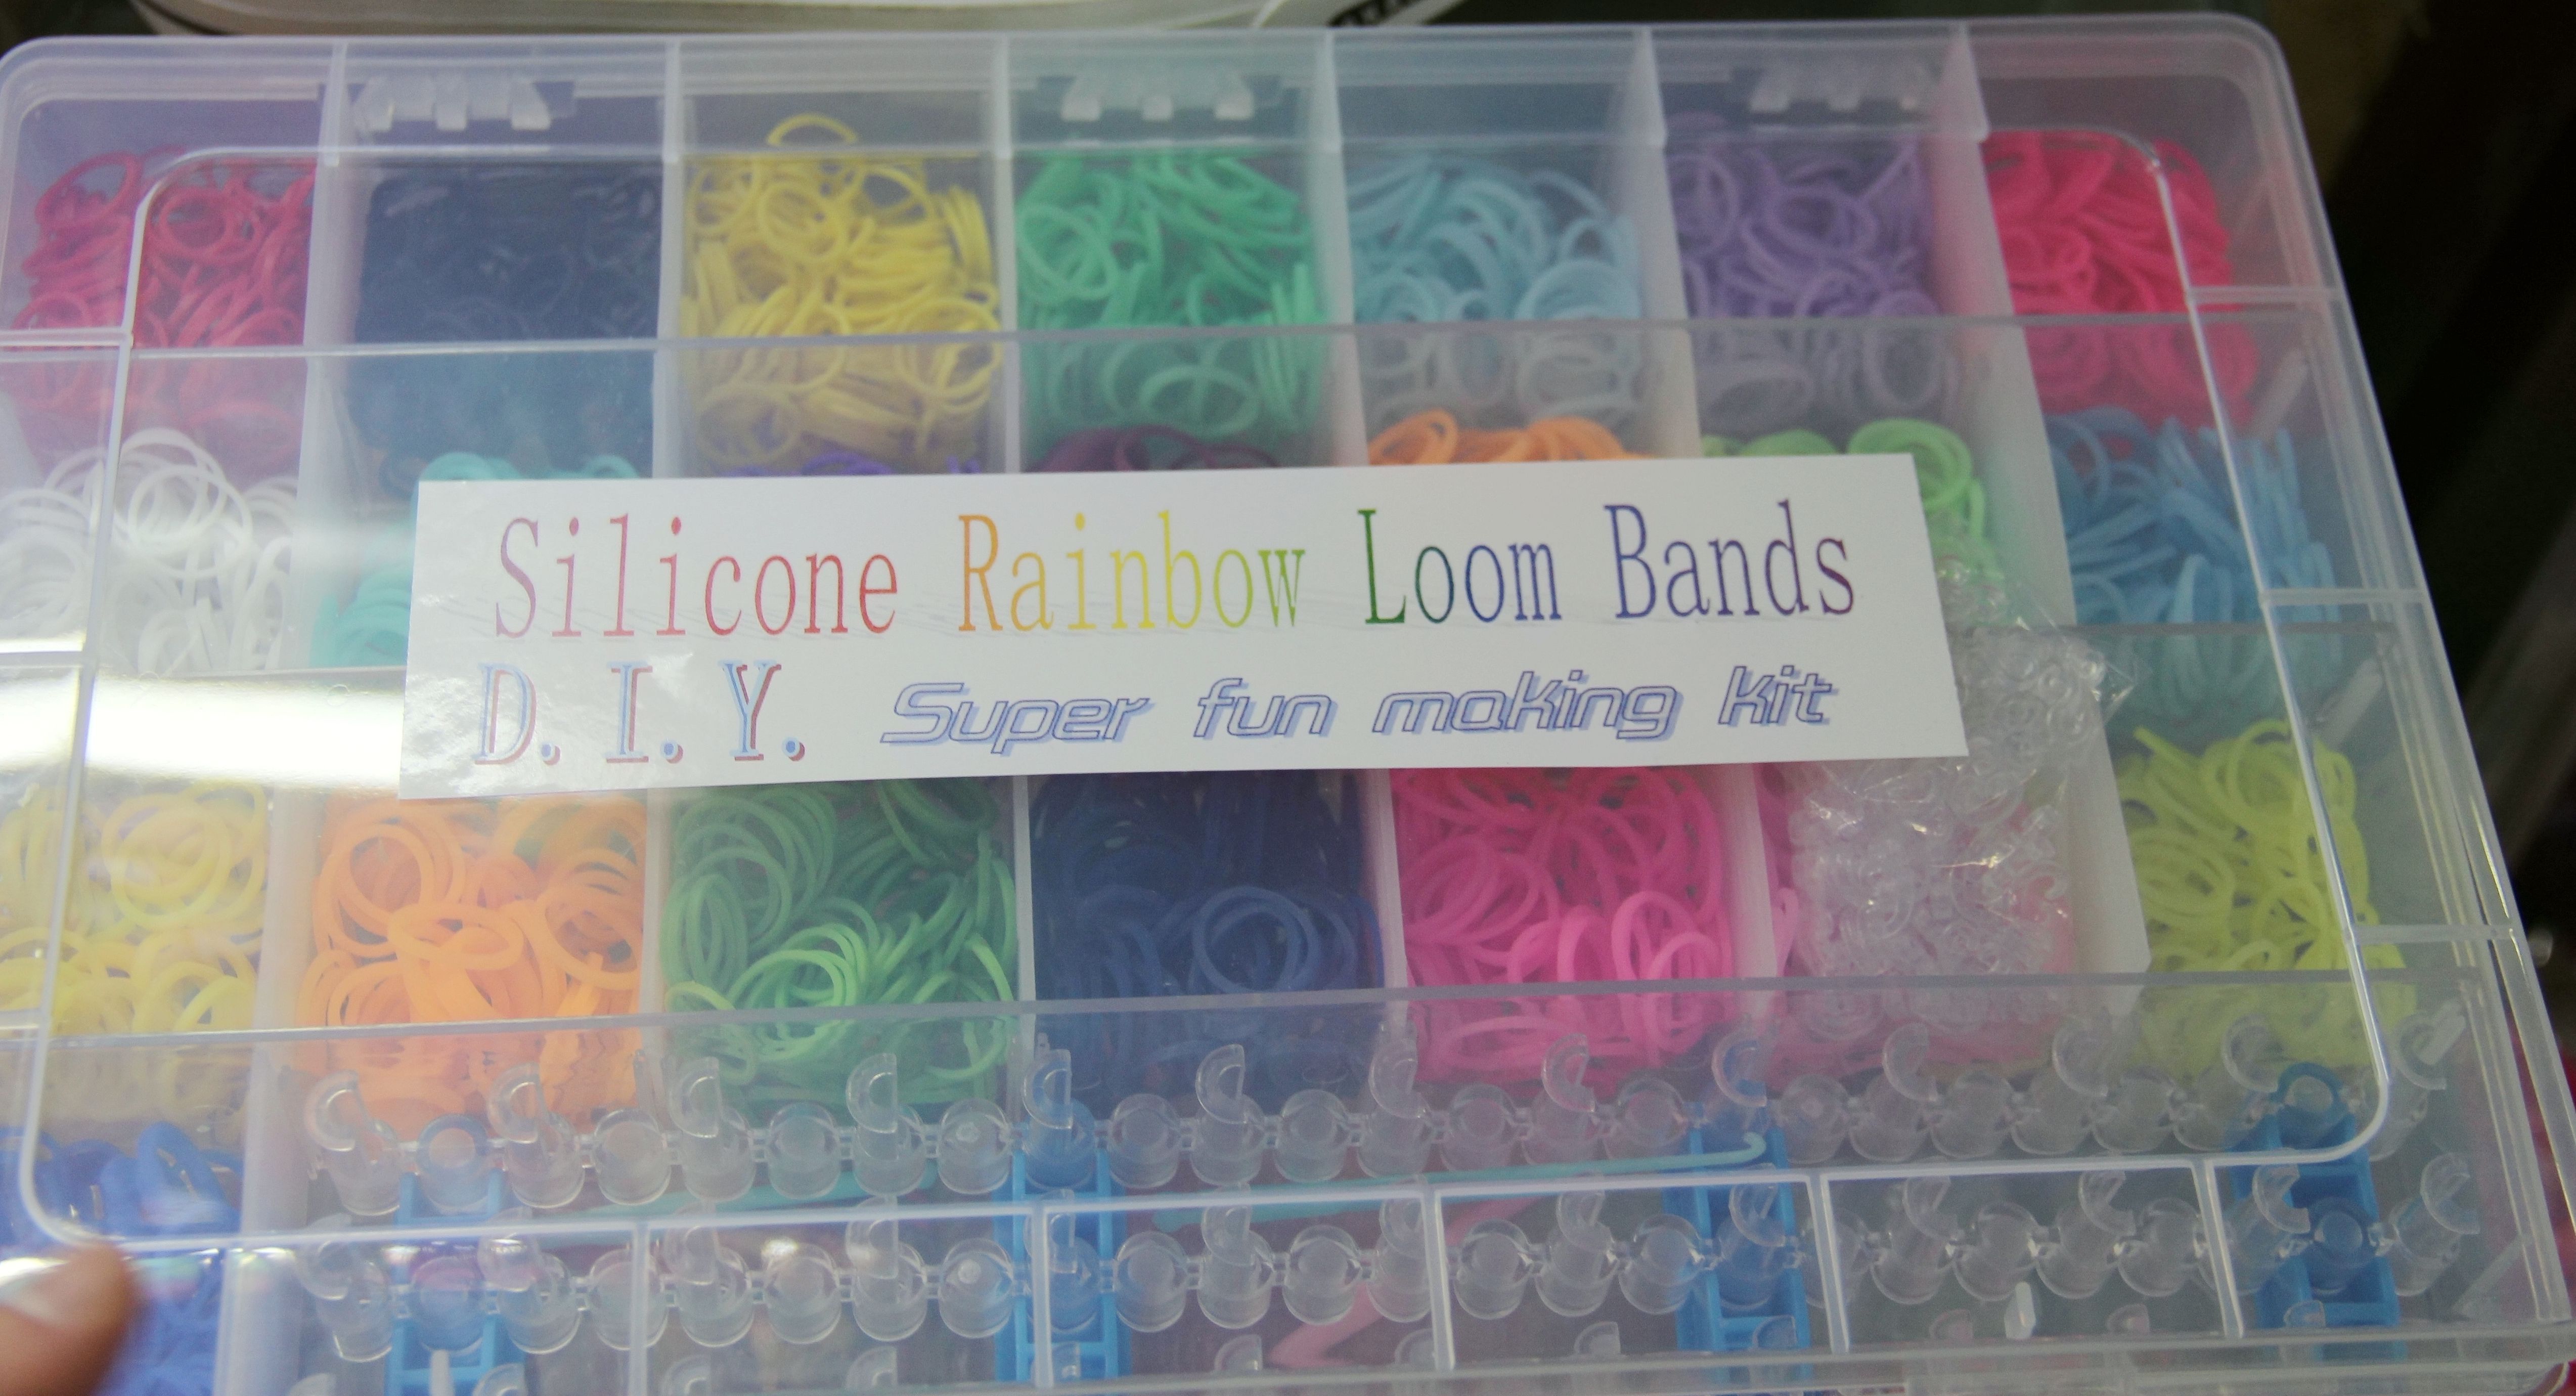 Silicone Rainbow Loom Bands
D.I.Y. Super fun making kit